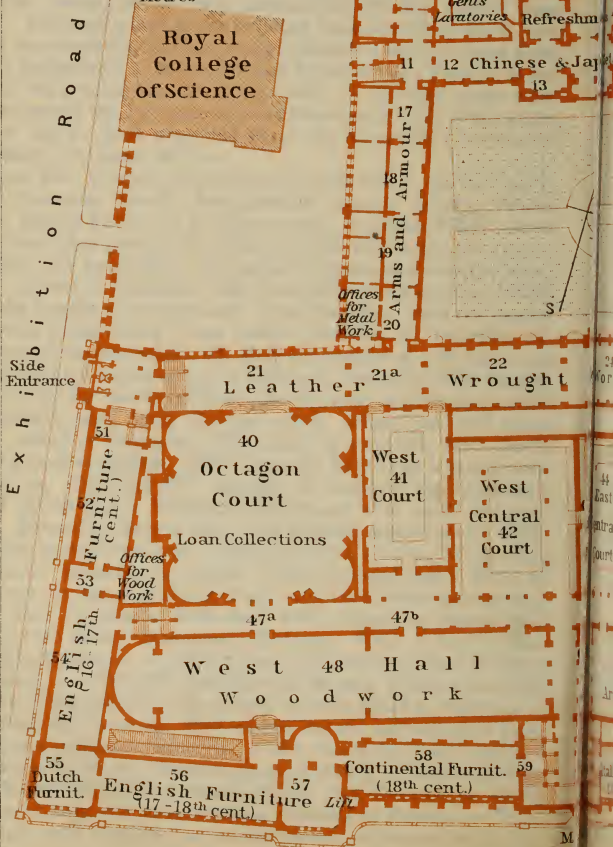 Gents'
Lavatories
Refreshm
Royal
College
of Science
11
12 Chinese & Jap
13
Exhibition Road
17
18
19
20
Arms and Armour
Offices
for
Metal
Work
S
Side
Entrance
21
21a
22
Leather
Wrought
51
52
53
54
English Furniture
(16-17th cent.)
Offices
for
Wood
Work
40
Octagon
Court
Loan Collections
West
41
Court
West
Central
42
Court
44
East
Court
47a
47b
West 48 Hall
Woodwork
55
Dutch
Furnit.
56
English Furniture
(17-18th cent.)
57
Lift
58
Continental Furnit.
(18th cent.)
59
M